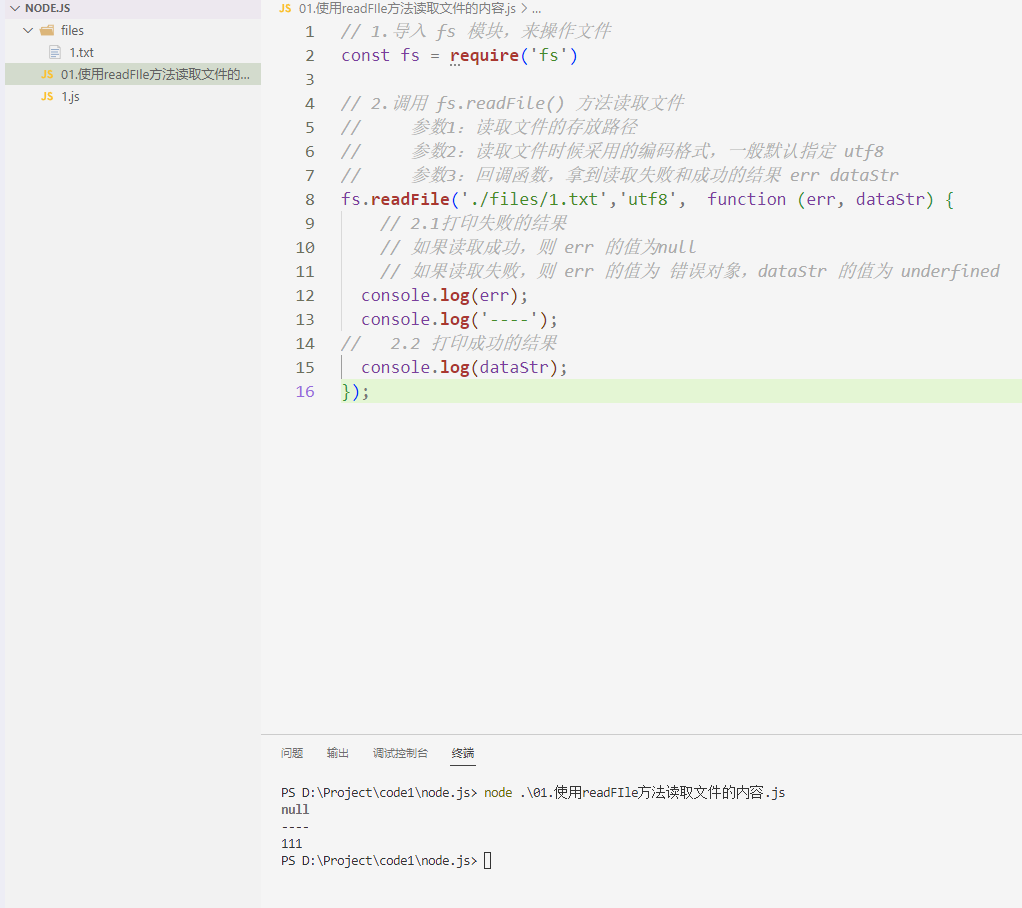 NODE.JS
files
1.txt
JS 01.使用readFIle方法读取文件的...
JS 1.js
JS 01.使用readFIle方法读取文件的内容.js > ...
1 // 1.导入 fs 模块，来操作文件
2 const fs = require('fs')
3
4 // 2.调用 fs.readFile() 方法读取文件
5 // 参数1：读取文件的存放路径
6 // 参数2：读取文件时候采用的编码格式，一般默认指定 utf8
7 // 参数3：回调函数，拿到读取失败和成功的结果 err dataStr
8 fs.readFile('./files/1.txt','utf8', function (err, dataStr) {
9 // 2.1打印失败的结果
10 // 如果读取成功，则 err 的值为null
11 // 如果读取失败，则 err 的值为 错误对象，dataStr 的值为 underfined
12 console.log(err);
13 console.log('----');
14 // 2.2 打印成功的结果
15 console.log(dataStr);
16 });
问题 输出 调试控制台 终端
PS D:\Project\code1\node.js> node .\01.使用readFIle方法读取文件的内容.js
null
----
111
PS D:\Project\code1\node.js>